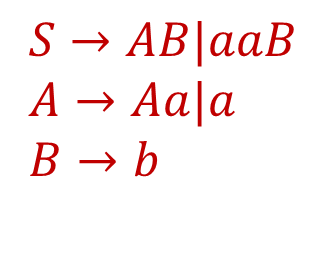 S → AB|aaB
A → Aa|a
B → b